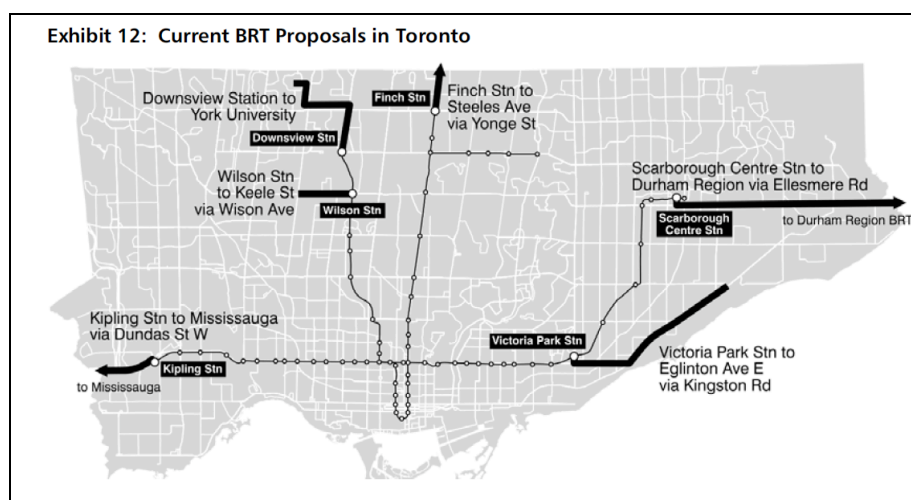 Exhibit 12: Current BRT Proposals in Toronto
Downsview Station to
York University
Downsview Stn
Finch Stn
Finch Stn to
Steeles Ave
via Yonge St
Wilson Stn
to Keele St
via Wison Ave
Wilson Stn
Scarborough Centre Stn to
Durham Region via Ellesmere Rd
Scarborough
Centre Stn
to Durham Region BRT
Kipling Stn to Mississauga
via Dundas St W
Kipling Stn
to Mississauga
Victoria Park Stn
Victoria Park Stn to
Eglinton Ave E
via Kingston Rd